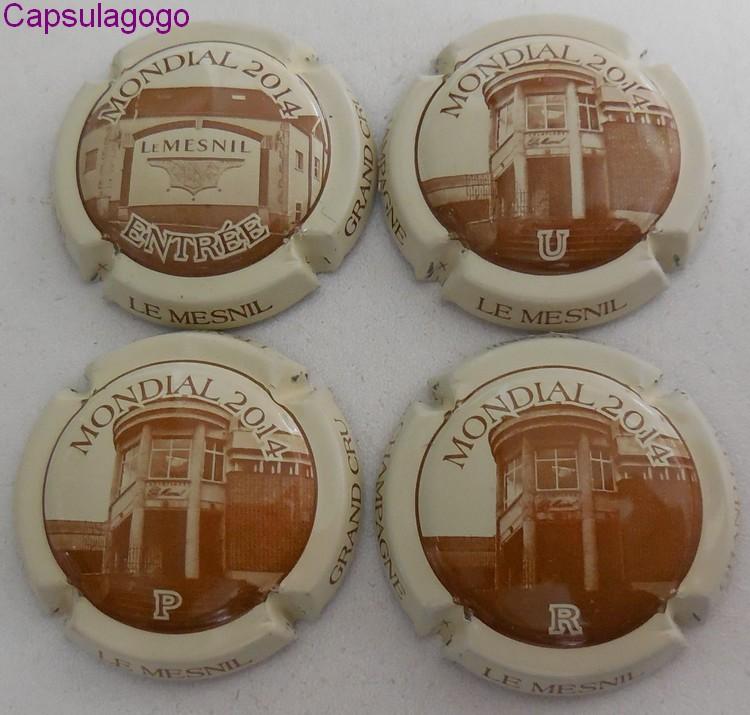 Capsulagogo
MONDIAL 2014
LE MESNIL
ENTRÉE
GRAND CRU
LE MESNIL
MONDIAL 2014
U
LE MESNIL
MONDIAL 2014
P
GRAND CRU
LE MESNIL
MONDIAL 2014
R
LE MESNIL